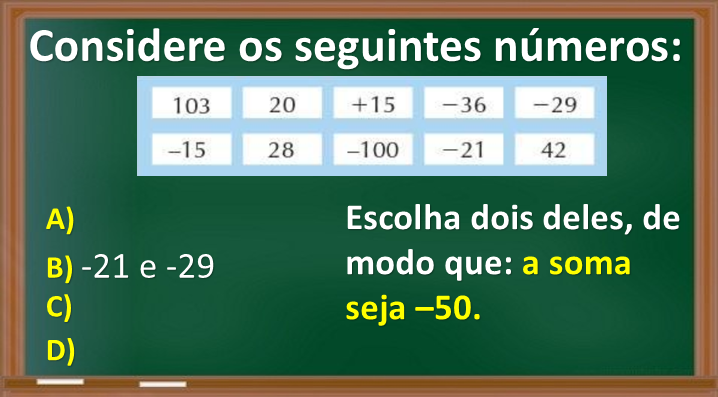 Considere os seguintes números:
103 20 +15 −36 −29
–15 28 –100 −21 42
A)
B) -21 e -29
C)
D)
Escolha dois deles, de
modo que: a soma
seja –50.